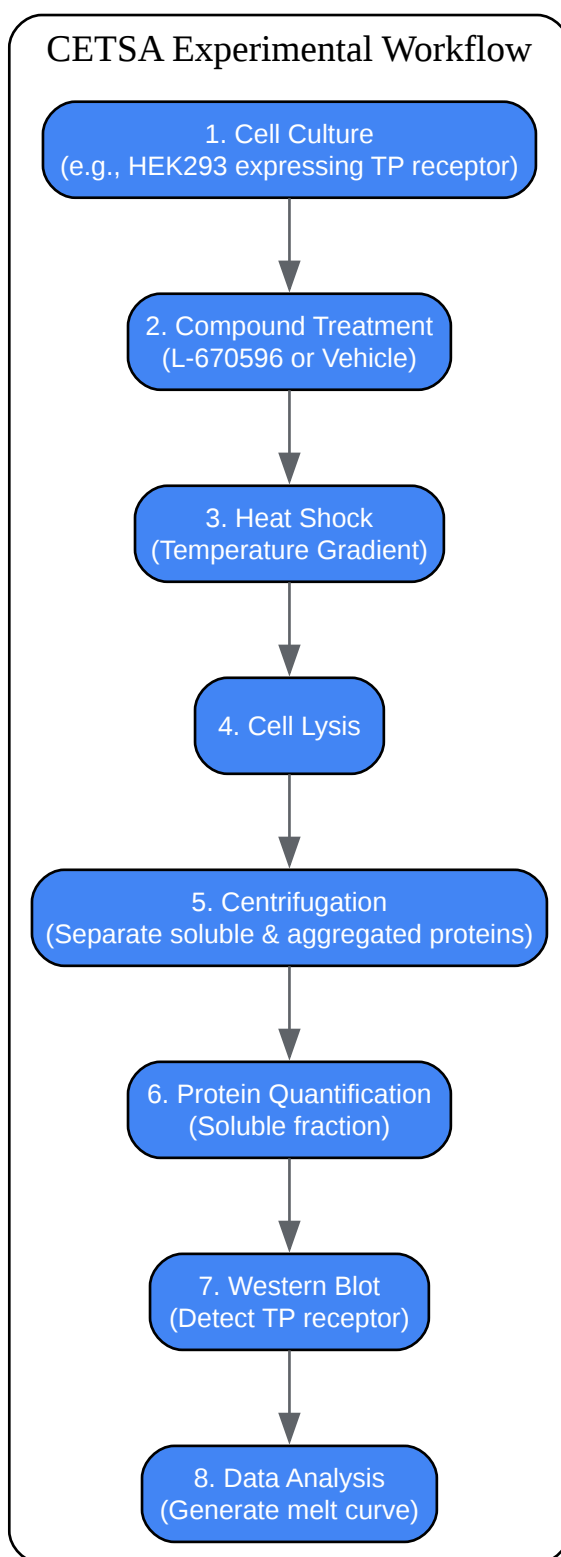 CETSA Experimental Workflow
1. Cell Culture
(e.g., HEK293 expressing TP receptor)
2. Compound Treatment
(L-670596 or Vehicle)
3. Heat Shock
(Temperature Gradient)
4. Cell Lysis
5. Centrifugation
(Separate soluble & aggregated proteins)
6. Protein Quantification
(Soluble fraction)
7. Western Blot
(Detect TP receptor)
8. Data Analysis
(Generate melt curve)